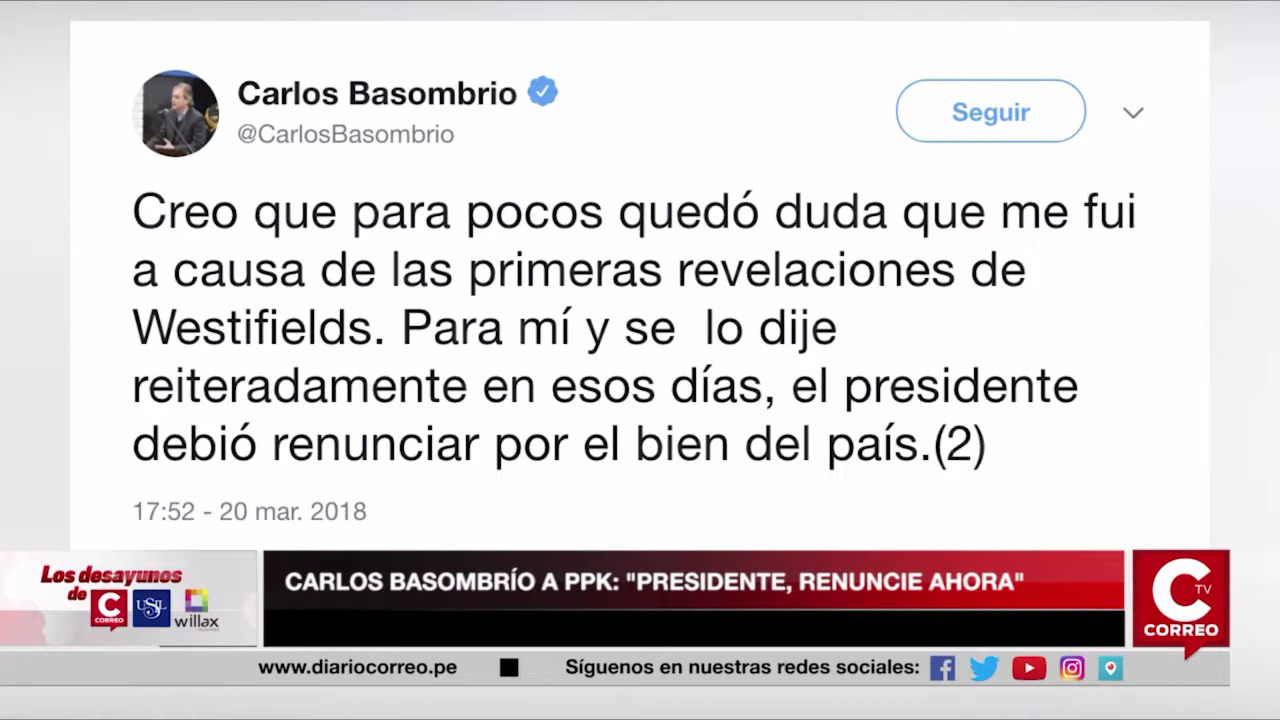 Carlos Basombrio
@CarlosBasombrio
Seguir
Creo que para pocos quedó duda que me fui
a causa de las primeras revelaciones de
Westifields. Para mí y se  lo dije
reiteradamente en esos días, el presidente
debió renunciar por el bien del país.(2)
17:52 - 20 mar. 2018
Los desayunos
de
C
CORREO
USIL
willax
CARLOS BASOMBRÍO A PPK: "PRESIDENTE, RENUNCIE AHORA"
C TV
CORREO
www.diariocorreo.pe
Síguenos en nuestras redes sociales: